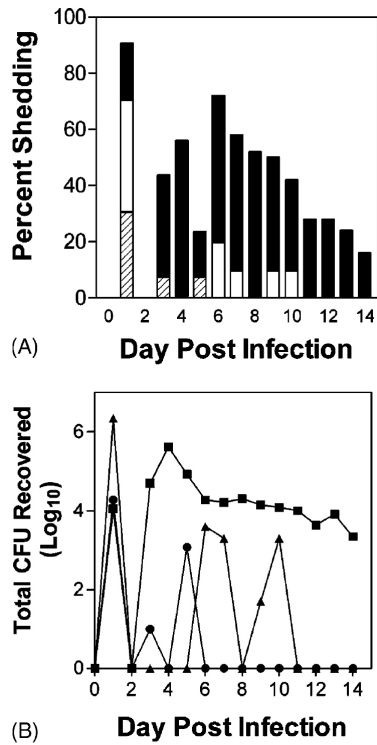 100
80
60
40
20
0
Percent Shedding
0 2 4 6 8 10 12 14
(A) Day Post Infection
6
4
2
0
Total CFU Recovered
(Log10)
0 2 4 6 8 10 12 14
(B) Day Post Infection